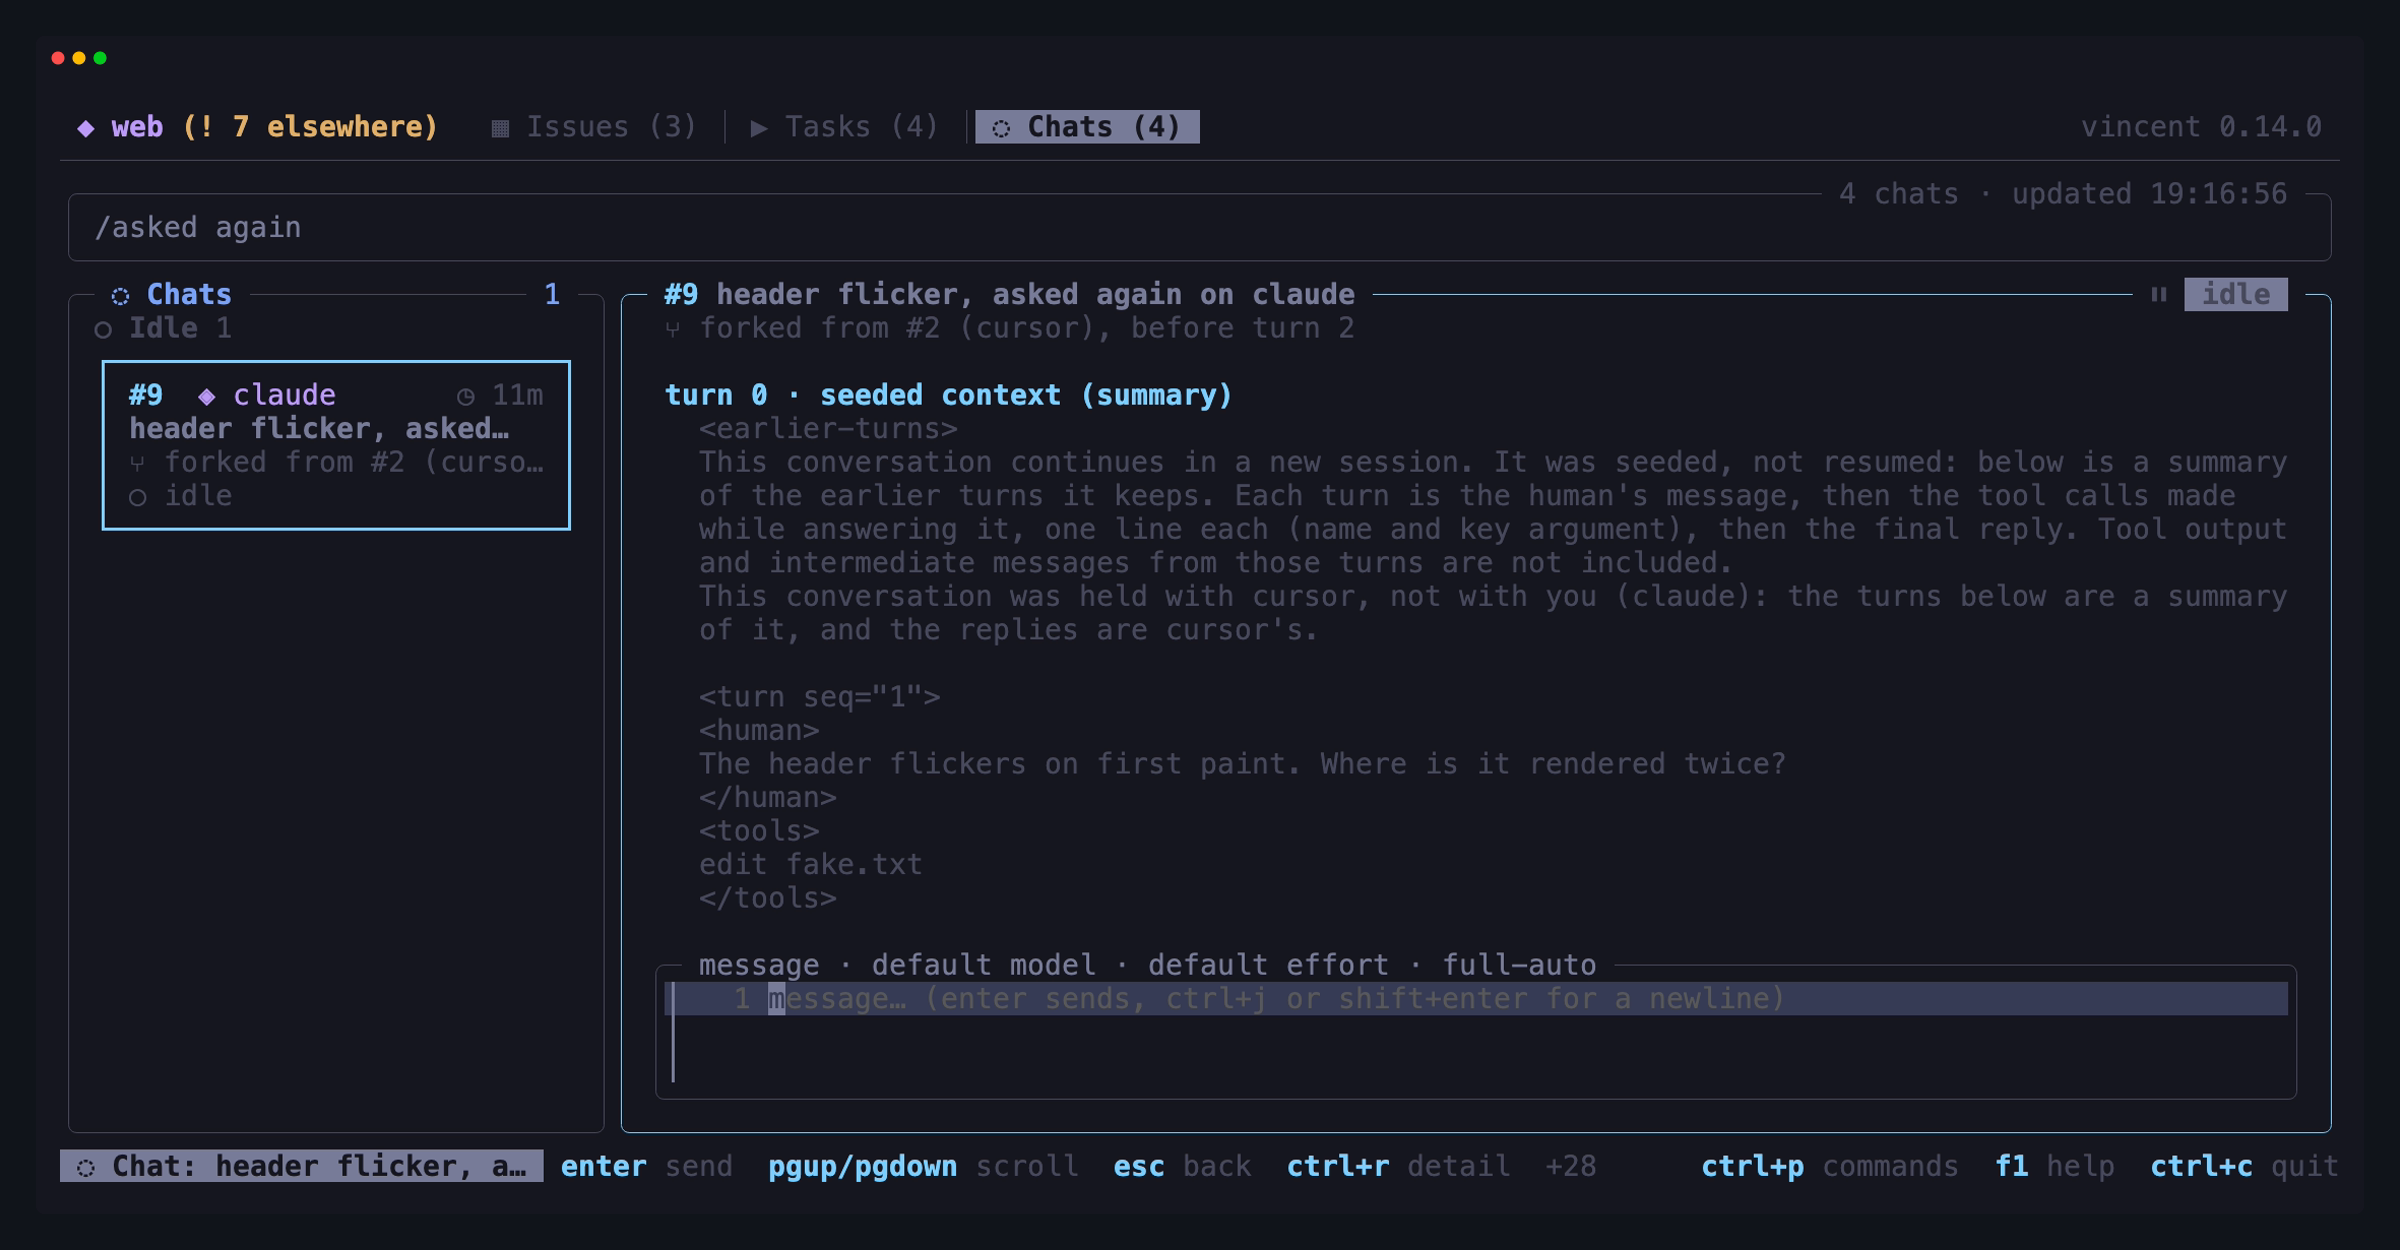 ◆ web (! 7 elsewhere) ▦ Issues (3) │ ▶ Tasks (4) │ ◌ Chats (4) vincent 0.14.0
4 chats · updated 19:16:56
/asked again
◌ Chats 1
○ Idle 1
#9 ◈ claude ◷ 11m
header flicker, asked…
⑂ forked from #2 (curso…
○ idle
#9 header flicker, asked again on claude ⏸ idle
⑂ forked from #2 (cursor), before turn 2
turn 0 · seeded context (summary)
<earlier-turns>
This conversation continues in a new session. It was seeded, not resumed: below is a summary
of the earlier turns it keeps. Each turn is the human's message, then the tool calls made
while answering it, one line each (name and key argument), then the final reply. Tool output
and intermediate messages from those turns are not included.
This conversation was held with cursor, not with you (claude): the turns below are a summary
of it, and the replies are cursor's.
<turn seq="1">
<human>
The header flickers on first paint. Where is it rendered twice?
</human>
<tools>
edit fake.txt
</tools>
message · default model · default effort · full-auto
1 message… (enter sends, ctrl+j or shift+enter for a newline)
◌ Chat: header flicker, a… enter send pgup/pgdown scroll esc back ctrl+r detail +28 ctrl+p commands f1 help ctrl+c quit